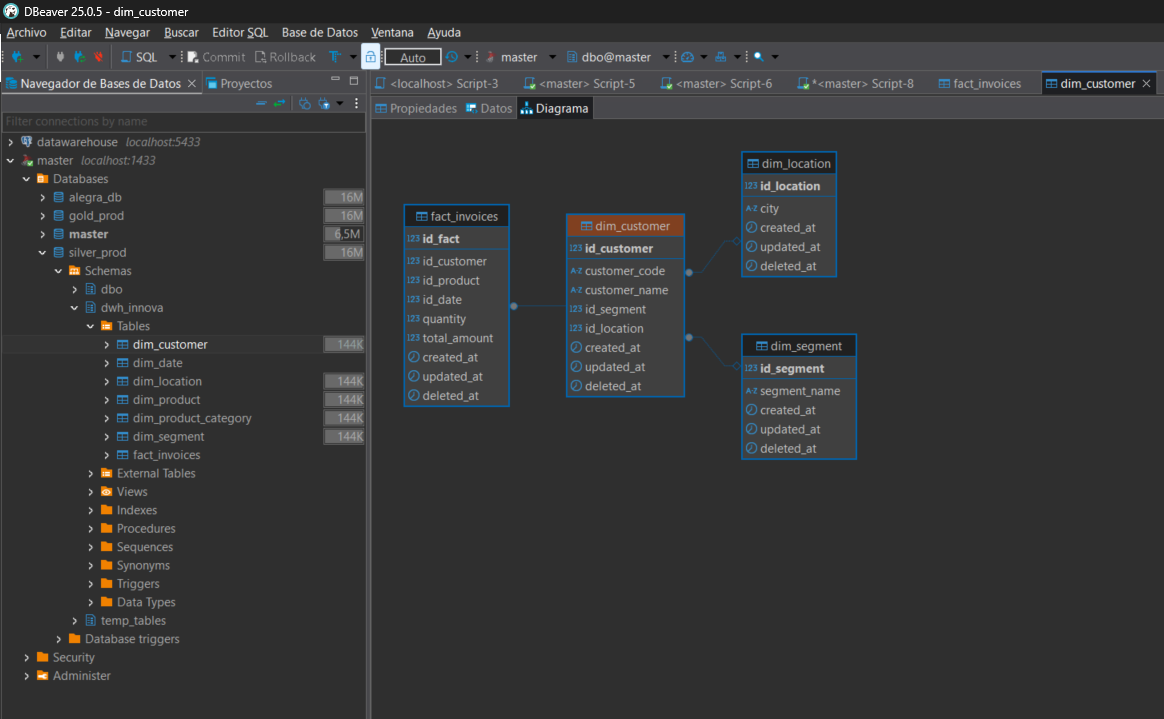 DBeaver 25.0.5 - dim_customer
Archivo Editar Navegar Buscar Editor SQL Base de Datos Ventana Ayuda
SQL Commit Rollback Auto master dbo@master
Navegador de Bases de Datos Proyectos
<localhost> Script-3 <master> Script-5 <master> Script-6 *<master> Script-8 fact_invoices dim_customer
Propiedades Datos Diagrama
Filter connections by name
datawarehouse localhost:5433
master localhost:1433
Databases
alegra_db 16M
gold_prod 16M
master 6,5M
silver_prod 16M
Schemas
dbo
dwh_innova
Tables
dim_customer 144K
dim_date
dim_location 144K
dim_product 144K
dim_product_category 144K
dim_segment 144K
fact_invoices
External Tables
Views
Indexes
Procedures
Sequences
Synonyms
Triggers
Data Types
temp_tables
Database triggers
Security
Administer
fact_invoices
123 id_fact
123 id_customer
123 id_product
123 id_date
123 quantity
123 total_amount
created_at
updated_at
deleted_at
dim_customer
123 id_customer
A-Z customer_code
A-Z customer_name
123 id_segment
123 id_location
created_at
updated_at
deleted_at
dim_location
123 id_location
A-Z city
created_at
updated_at
deleted_at
dim_segment
123 id_segment
A-Z segment_name
created_at
updated_at
deleted_at